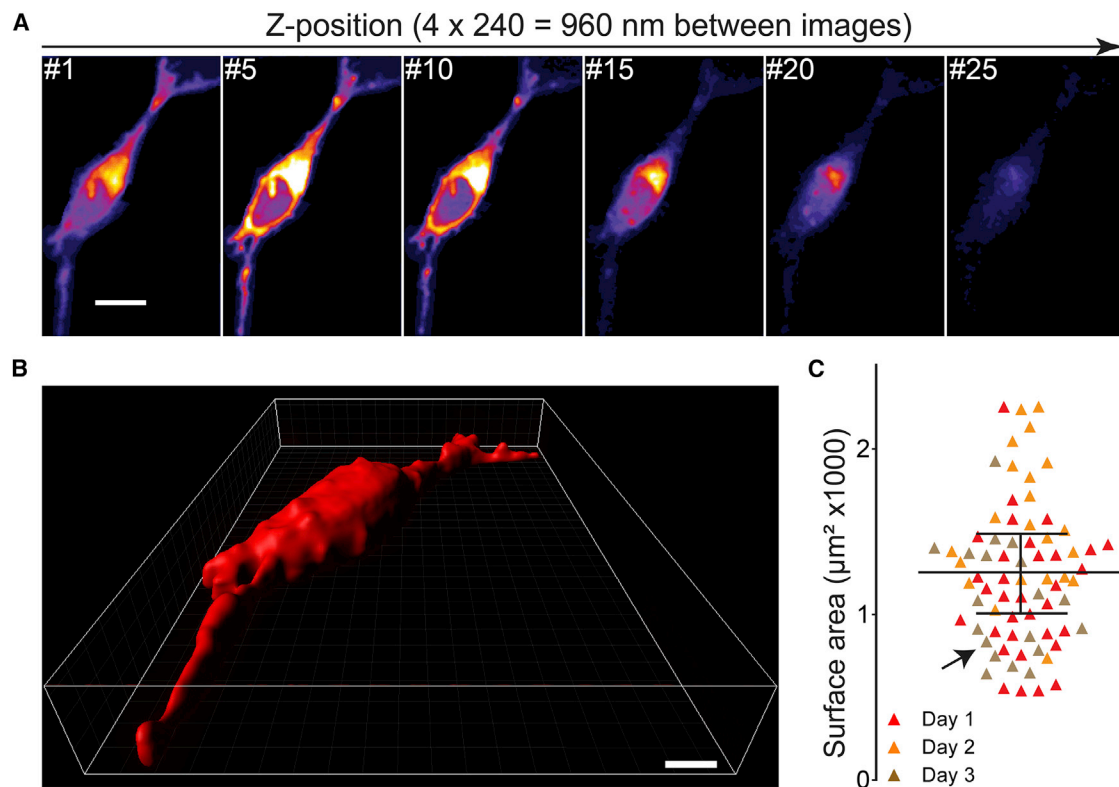 A
Z-position (4 x 240 = 960 nm between images)
#1
#5
#10
#15
#20
#25
B
C
Surface area (µm² x1000)
2
1
0
Day 1
Day 2
Day 3